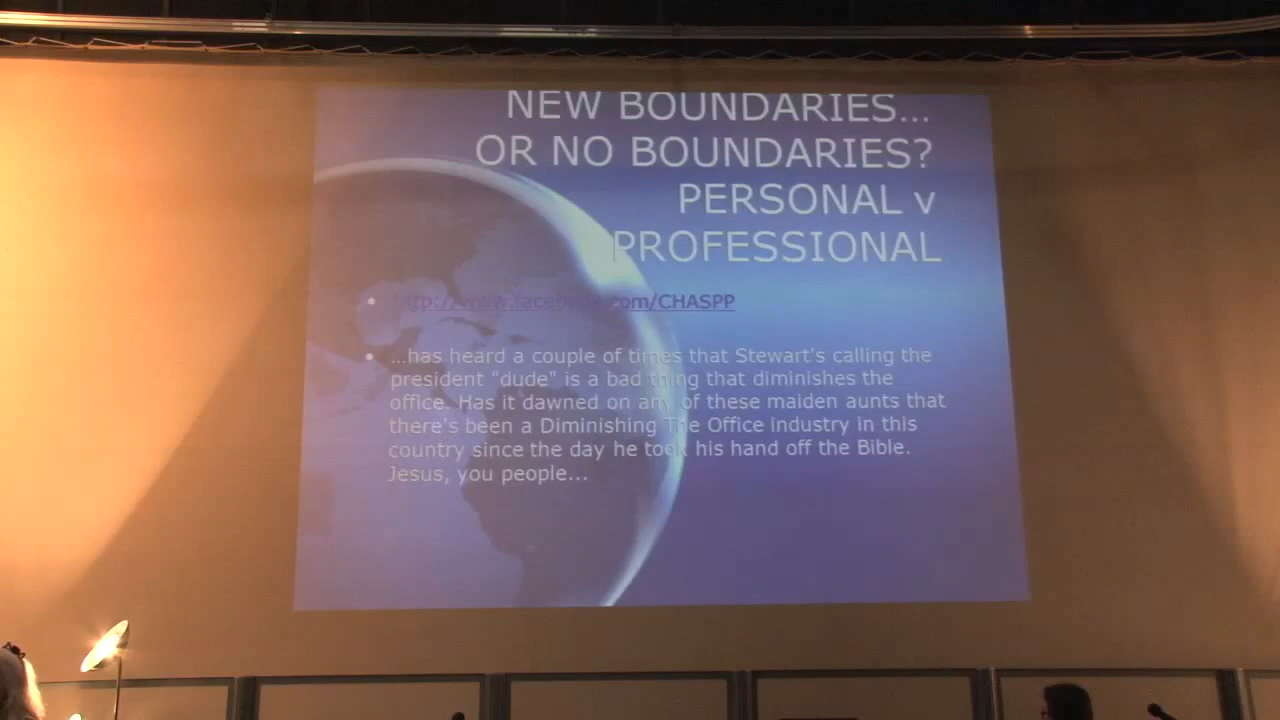 NEW BOUNDARIES...
OR NO BOUNDARIES?
PERSONAL v
PROFESSIONAL
http://www.facebook.com/CHASPP
...has heard a couple of times that Stewart's calling the
president "dude" is a bad thing that diminishes the
office. Has it dawned on any of these maiden aunts that
there's been a Diminishing The Office industry in this
country since the day he took his hand off the Bible.
Jesus, you people...